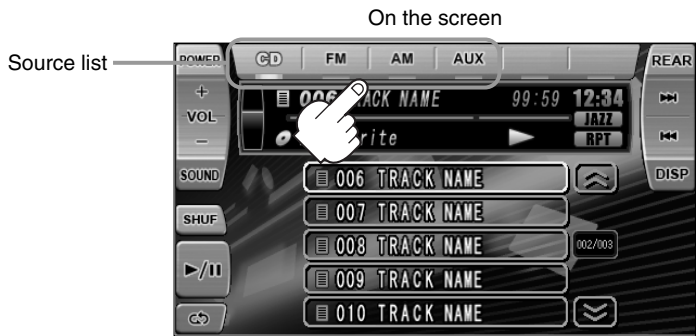 On the screen
Source list
POWER CD FM AM AUX REAR
006 TRACK NAME 99:59 12:34
+ VOL −
JAZZ
rite RPT
SOUND DISP
006 TRACK NAME
007 TRACK NAME
SHUF
008 TRACK NAME 002/003
009 TRACK NAME
010 TRACK NAME